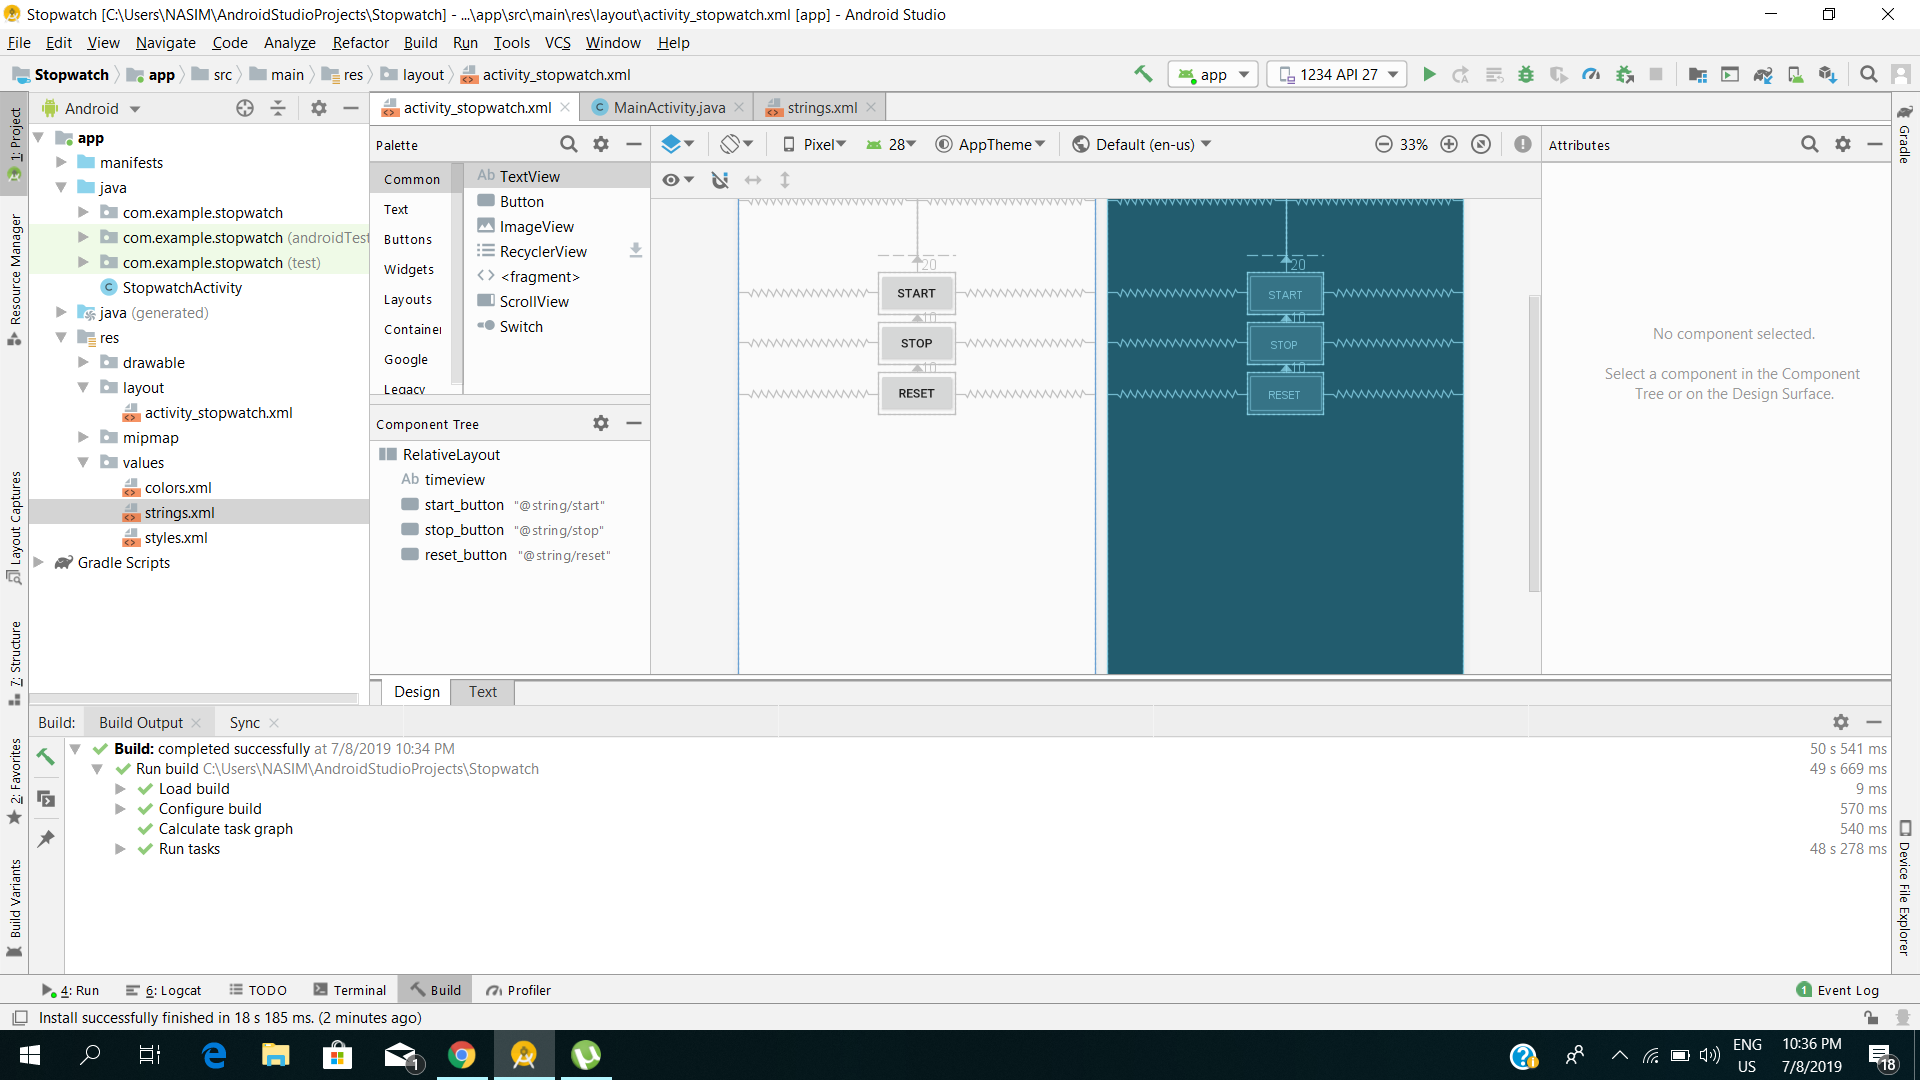 Stopwatch [C:\Users\NASIM\AndroidStudioProjects\Stopwatch] - ...\app\src\main\res\layout\activity_stopwatch.xml [app] - Android Studio
File Edit View Navigate Code Analyze Refactor Build Run Tools VCS Window Help
Stopwatch app src main res layout activity_stopwatch.xml app 1234 API 27
1: Project
Resource Manager
Layout Captures
7: Structure
2: Favorites
Build Variants
Android
app
manifests
java
com.example.stopwatch
com.example.stopwatch (androidTest
com.example.stopwatch (test)
StopwatchActivity
java (generated)
res
drawable
layout
activity_stopwatch.xml
mipmap
values
colors.xml
strings.xml
styles.xml
Gradle Scripts
activity_stopwatch.xml MainActivity.java strings.xml
Palette
Common
Text
Buttons
Widgets
Layouts
Container
Google
Legacy
Ab TextView
Button
ImageView
RecyclerView
<fragment>
ScrollView
Switch
Component Tree
RelativeLayout
Ab timeview
start_button "@string/start"
stop_button "@string/stop"
reset_button "@string/reset"
Pixel 28 AppTheme Default (en-us) 33%
20
START
10
STOP
10
RESET
20
START
10
STOP
10
RESET
Attributes
No component selected.
Select a component in the Component
Tree or on the Design Surface.
Gradle
Device File Explorer
Design Text
Build: Build Output Sync
Build: completed successfully at 7/8/2019 10:34 PM 50 s 541 ms
Run build C:\Users\NASIM\AndroidStudioProjects\Stopwatch 49 s 669 ms
Load build 9 ms
Configure build 570 ms
Calculate task graph 540 ms
Run tasks 48 s 278 ms
4: Run 6: Logcat TODO Terminal Build Profiler 1 Event Log
Install successfully finished in 18 s 185 ms. (2 minutes ago)
1
ENG
US
10:36 PM
7/8/2019
18